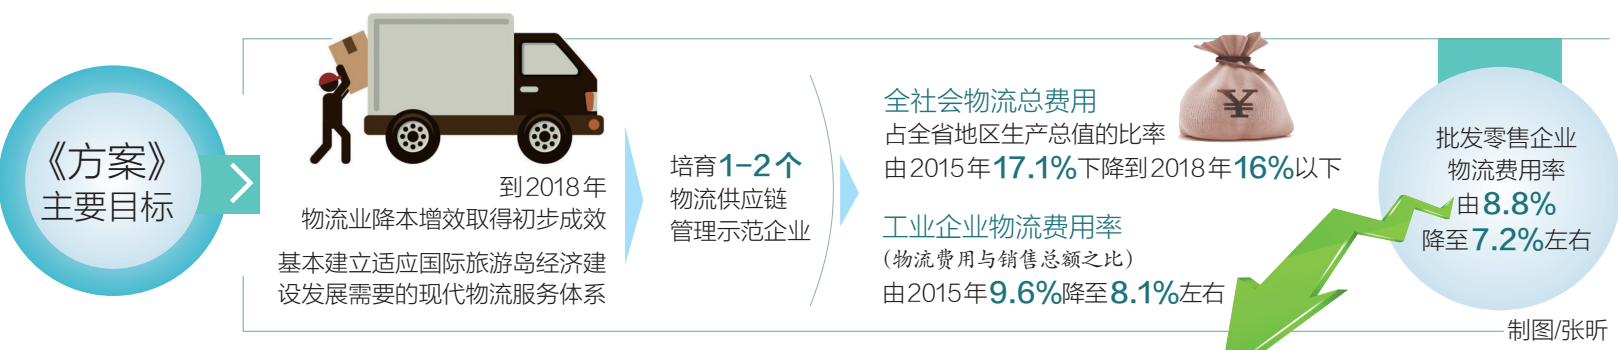 《方案》
主要目标
到2018年
物流业降本增效取得初步成效
基本建立适应国际旅游岛经济建
设发展需要的现代物流服务体系
培育1-2个
物流供应链
管理示范企业
全社会物流总费用
占全省地区生产总值的比率
由2015年17.1%下降到2018年16%以下
工业企业物流费用率
(物流费用与销售总额之比)
由2015年9.6%降至8.1%左右
¥
批发零售企业
物流费用率
由8.8%
降至7.2%左右
制图/张昕